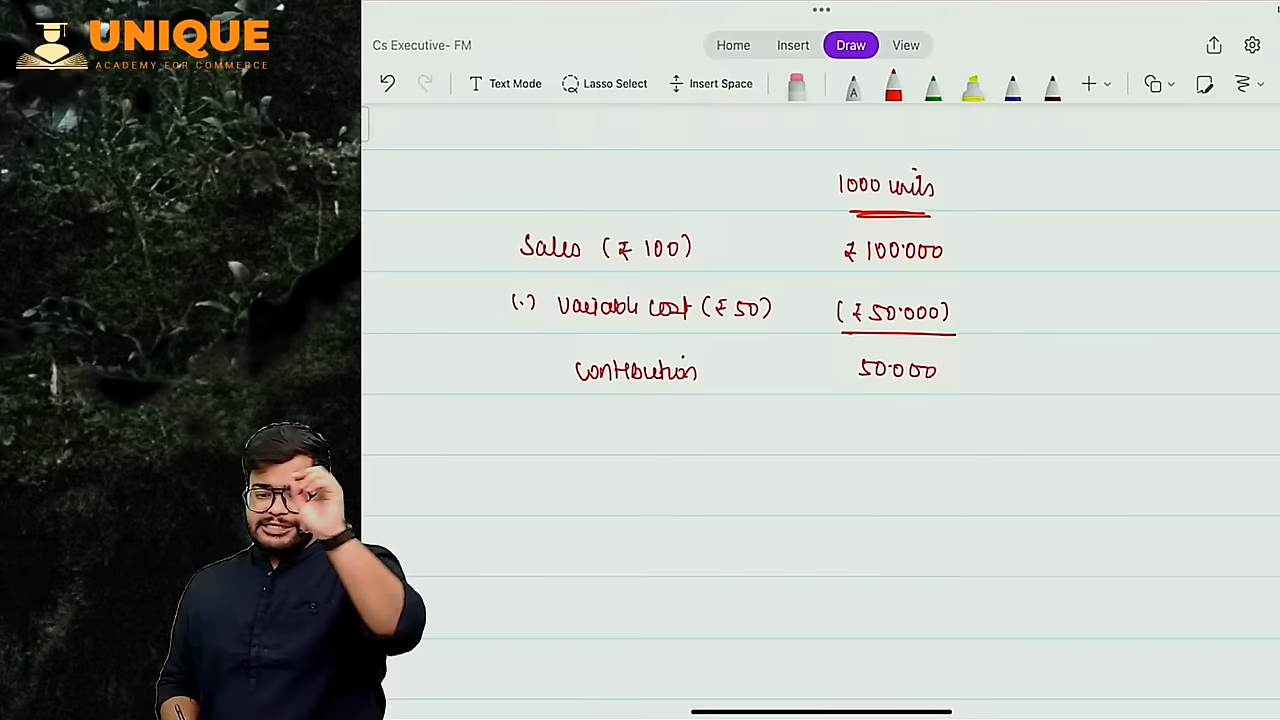 UNIQUE
ACADEMY FOR COMMERCE
Cs Executive- FM
Home Insert Draw View
Text Mode Lasso Select Insert Space
A
1000 units
Sales (₹ 100) ₹ 100·000
(-) Variable cost (₹ 50) (₹ 50·000)
Contribution 50·000